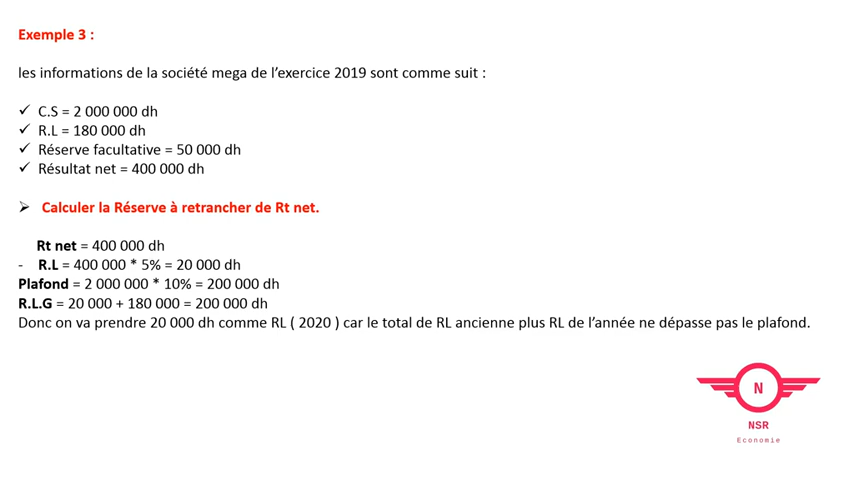 Exemple 3 :
les informations de la société mega de l’exercice 2019 sont comme suit :
✓ C.S = 2 000 000 dh
✓ R.L = 180 000 dh
✓ Réserve facultative = 50 000 dh
✓ Résultat net = 400 000 dh
➢ Calculer la Réserve à retrancher de Rt net.
Rt net = 400 000 dh
- R.L = 400 000 * 5% = 20 000 dh
Plafond = 2 000 000 * 10% = 200 000 dh
R.L.G = 20 000 + 180 000 = 200 000 dh
Donc on va prendre 20 000 dh comme RL ( 2020 ) car le total de RL ancienne plus RL de l’année ne dépasse pas le plafond.
N
NSR
Economie